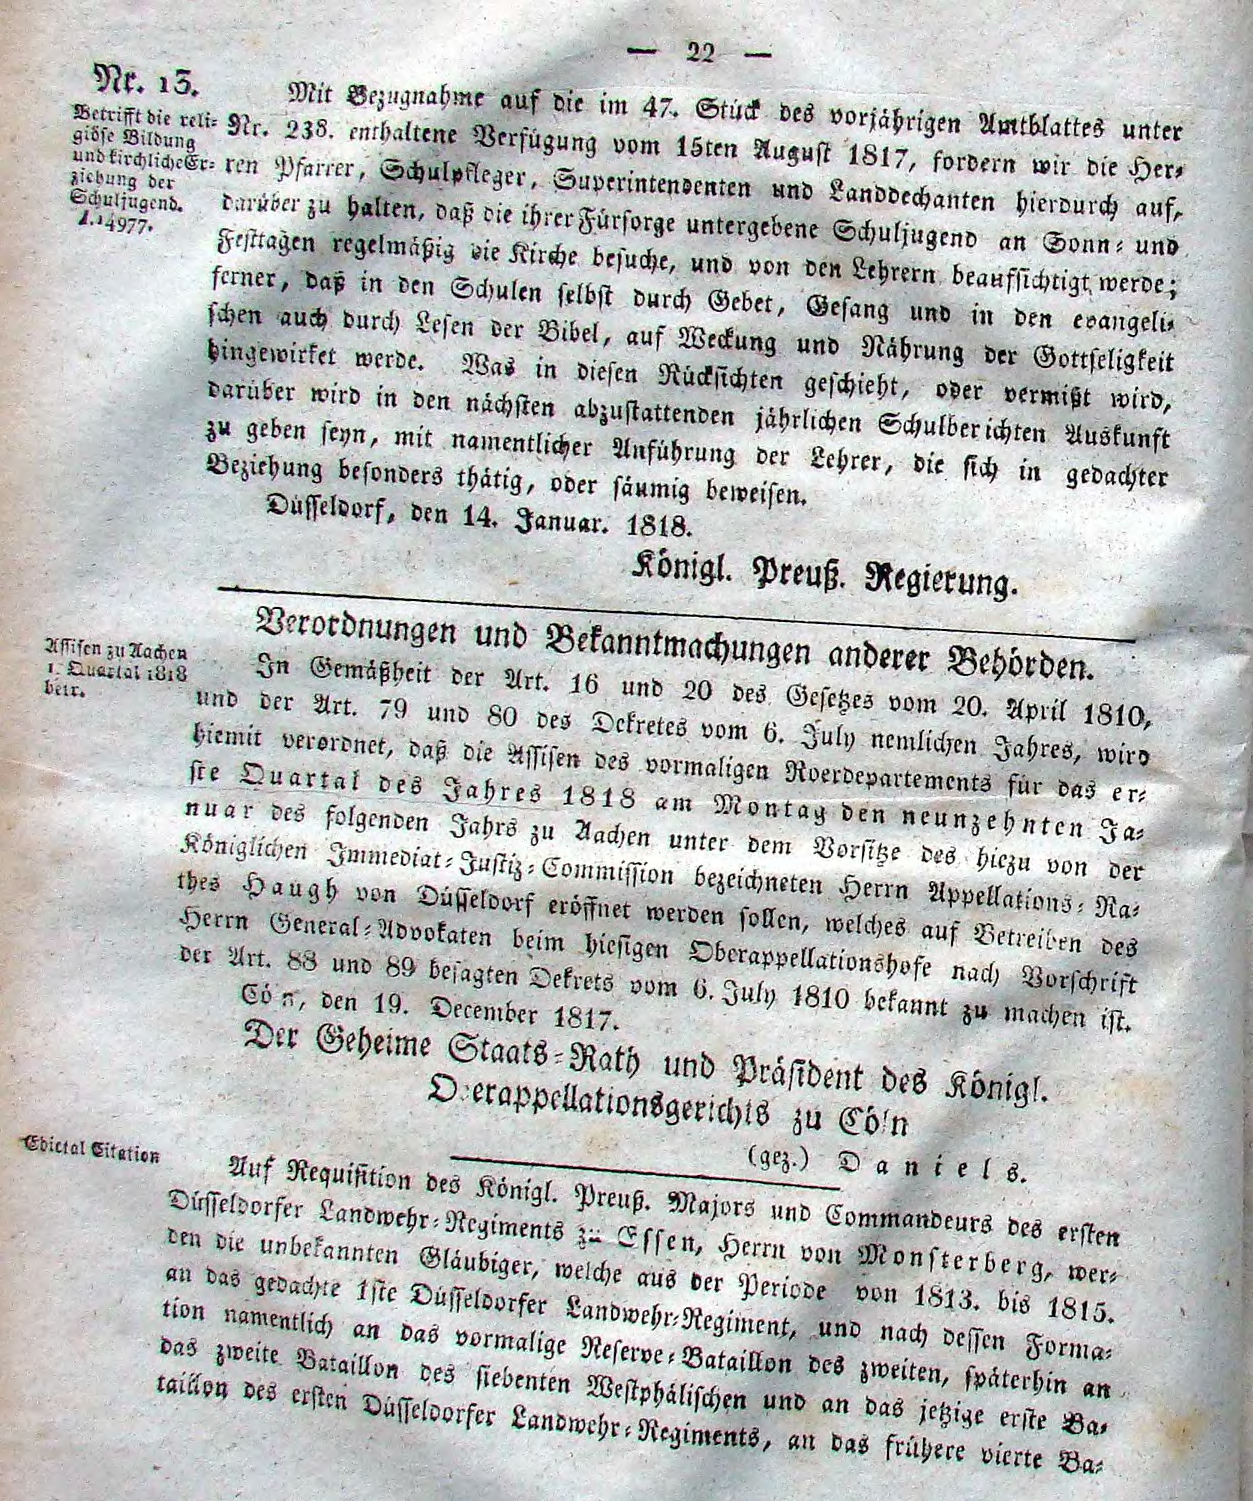 — 22 —
Nr. 13.
Betrifft die reli-
giöse Bildung
und kirchliche Er-
ziehung der
Schuljugend.
I. 14977.
Mit Bezugnahme auf die im 47. Stück des vorjährigen Amtblattes unter
Nr. 238. enthaltene Verfügung vom 15ten August 1817, fordern wir die Her-
ren Pfarrer, Schulpfleger, Superintendenten und Landdechanten hierdurch auf,
darüber zu halten, daß die ihrer Fürsorge untergebene Schuljugend an Sonn- und
Festtagen regelmäßig die Kirche besuche, und von den Lehrern beaufsichtigt werde;
ferner, daß in den Schulen selbst durch Gebet, Gesang und in den evangeli-
schen auch durch Lesen der Bibel, auf Weckung und Nährung der Gottseligkeit
hingewirket werde. Was in diesen Rücksichten geschieht, oder vermißt wird,
darüber wird in den nächsten abzustattenden jährlichen Schulberichten Auskunft
zu geben seyn, mit namentlicher Anführung der Lehrer, die sich in gedachter
Beziehung besonders thätig, oder säumig beweisen.
Düsseldorf, den 14. Januar. 1818.
Königl. Preuß. Regierung.
Verordnungen und Bekanntmachungen anderer Behörden.
Assisen zu Aachen
1. Quartal 1818
betr.
In Gemäßheit der Art. 16 und 20 des Gesetzes vom 20. April 1810,
und der Art. 79 und 80 des Dekretes vom 6. July nemlichen Jahres, wird
hiemit verordnet, daß die Assisen des vormaligen Roerdepartements für das er-
ste Quartal des Jahres 1818 am Montag den neunzehnten Ja-
nuar des folgenden Jahrs zu Aachen unter dem Vorsitze des hiezu von der
Königlichen Immediat-Justiz-Commission bezeichneten Herrn Appellations-Ra-
thes Haugh von Düsseldorf eröffnet werden sollen, welches auf Betreiben des
Herrn General-Advokaten beim hiesigen Oberappellationshofe nach Vorschrift
der Art. 88 und 89 besagten Dekrets vom 6. July 1810 bekannt zu machen ist.
Cöln, den 19. December 1817.
Der Geheime Staats-Rath und Präsident des Königl.
Oberappellationsgerichts zu Cöln
(gez.) Daniels.
Edictal Citation
Auf Requisition des Königl. Preuß. Majors und Commandeurs des ersten
Düsseldorfer Landwehr-Regiments zu Essen, Herrn von Monsterberg, wer-
den die unbekannten Gläubiger, welche aus der Periode von 1813. bis 1815.
an das gedachte 1ste Düsseldorfer Landwehr-Regiment, und nach dessen Forma-
tion namentlich an das vormalige Reserve-Bataillon des zweiten, späterhin an
das zweite Bataillon des siebenten Westphälischen und an das jetzige erste Ba-
taillon des ersten Düsseldorfer Landwehr-Regiments, an das frühere vierte Ba-